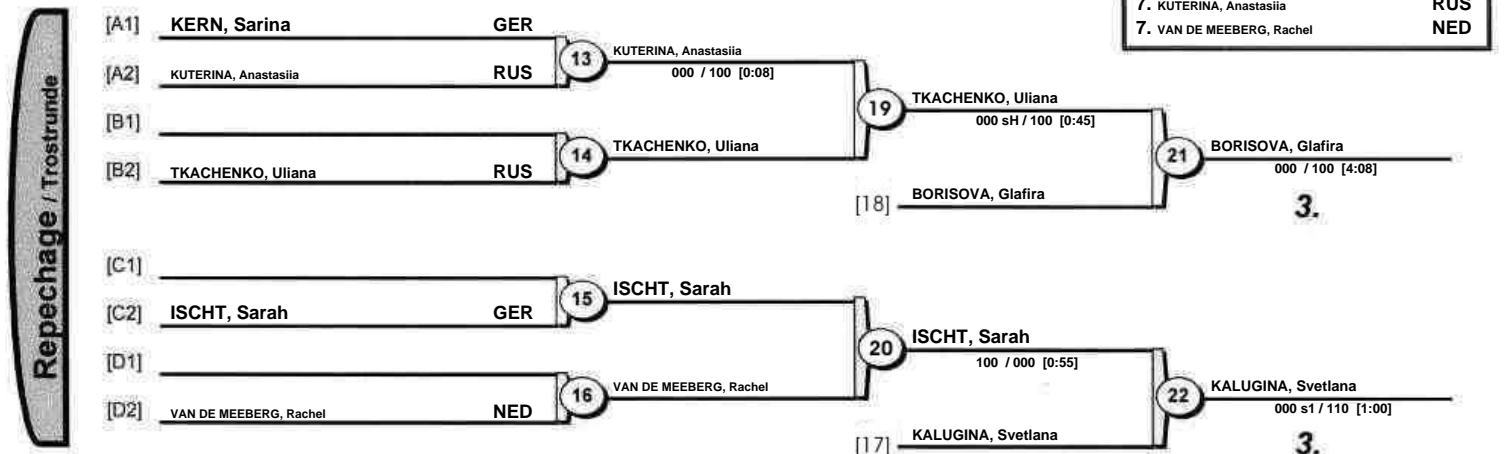 7. KUTERINA, Anastasiia RUS
7. VAN DE MEEBERG, Rachel NED
Repechage / Trostrunde
[A1] KERN, Sarina GER
[A2] KUTERINA, Anastasiia RUS
13
KUTERINA, Anastasiia
000 / 100 [0:08]
[B1]
[B2] TKACHENKO, Uliana RUS
14
TKACHENKO, Uliana
19
TKACHENKO, Uliana
000 sH / 100 [0:45]
[18] BORISOVA, Glafira
21
BORISOVA, Glafira
000 / 100 [4:08]
3.
[C1]
[C2] ISCHT, Sarah GER
15
ISCHT, Sarah
[D1]
[D2] VAN DE MEEBERG, Rachel NED
16
VAN DE MEEBERG, Rachel
20
ISCHT, Sarah
100 / 000 [0:55]
[17] KALUGINA, Svetlana
22
KALUGINA, Svetlana
000 s1 / 110 [1:00]
3.